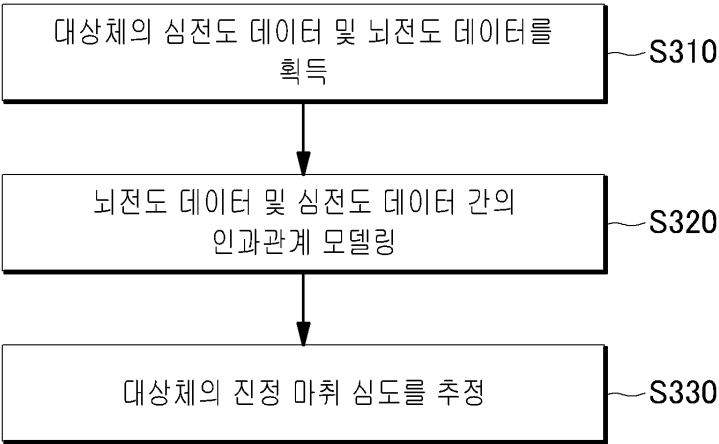 대상체의 심전도 데이터 및 뇌전도 데이터를
획득
S310
뇌전도 데이터 및 심전도 데이터 간의
인과관계 모델링
S320
대상체의 진정 마취 심도를 추정
S330